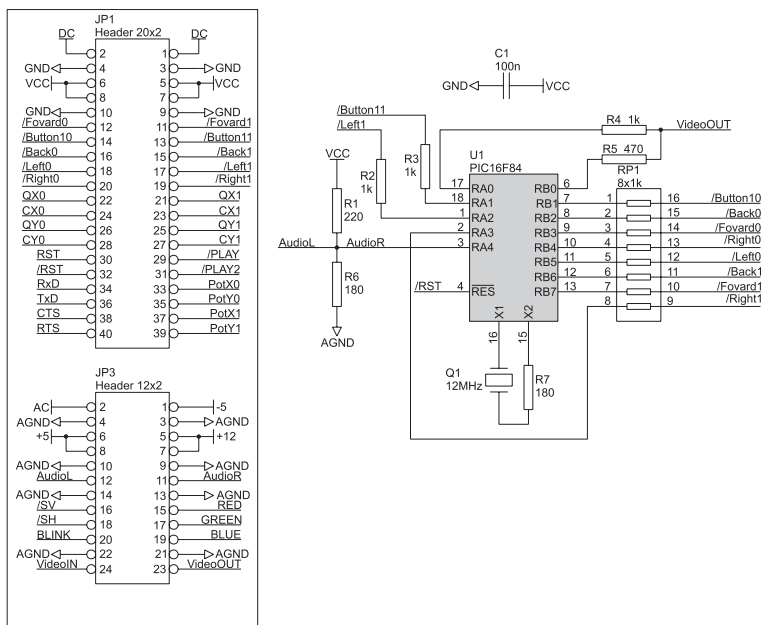 JP1
Header 20x2
DC DC
2 1
GND 4 3 GND
VCC 6 5 VCC
8 7
GND 10 9 GND
/Fovard0 12 11 /Fovard1
/Button10 14 13 /Button11
/Back0 16 15 /Back1
/Left0 18 17 /Left1
/Right0 20 19 /Right1
QX0 22 21 QX1
CX0 24 23 CX1
QY0 26 25 QY1
CY0 28 27 CY1
RST 30 29 /PLAY
/RST 32 31 /PLAY2
RxD 34 33 PotX0
TxD 36 35 PotY0
CTS 38 37 PotX1
RTS 40 39 PotY1
JP3
Header 12x2
AC 2 1 -5
AGND 4 3 AGND
+5 6 5 +12
8 7
AGND 10 9 AGND
AudioL 12 11 AudioR
AGND 14 13 AGND
/SV 16 15 RED
/SH 18 17 GREEN
BLINK 20 19 BLUE
AGND 22 21 AGND
VideoIN 24 23 VideoOUT
C1
100n
GND VCC
/Button11
/Left1
R4 1k
VideoOUT
R5 470
VCC
R2
1k
R3
1k
R1
220
U1
PIC16F84
RP1
8x1k
17 RA0 RB0 6
18 RA1 RB1 7 1 16 /Button10
1 RA2 RB2 8 2 15 /Back0
2 RA3 RB3 9 3 14 /Fovord0
3 RA4 RB4 10 4 13 /Right0
RB5 11 5 12 /Left0
RB6 12 6 11 /Back1
4 RES RB7 13 7 10 /Fovard1
8 9 /Right1
AudioL AudioR
R6
180
AGND
/RST
X1 X2
16 15
Q1
12MHz
R7
180